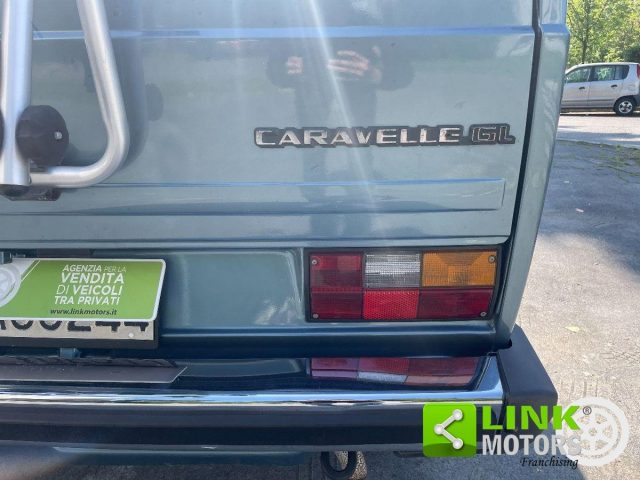 CARAVELLE GL
AGENZIA PER LA
VENDITA
DI VEICOLI
TRA PRIVATI
www.linkmotors.it
LINK
MOTORS
Franchising